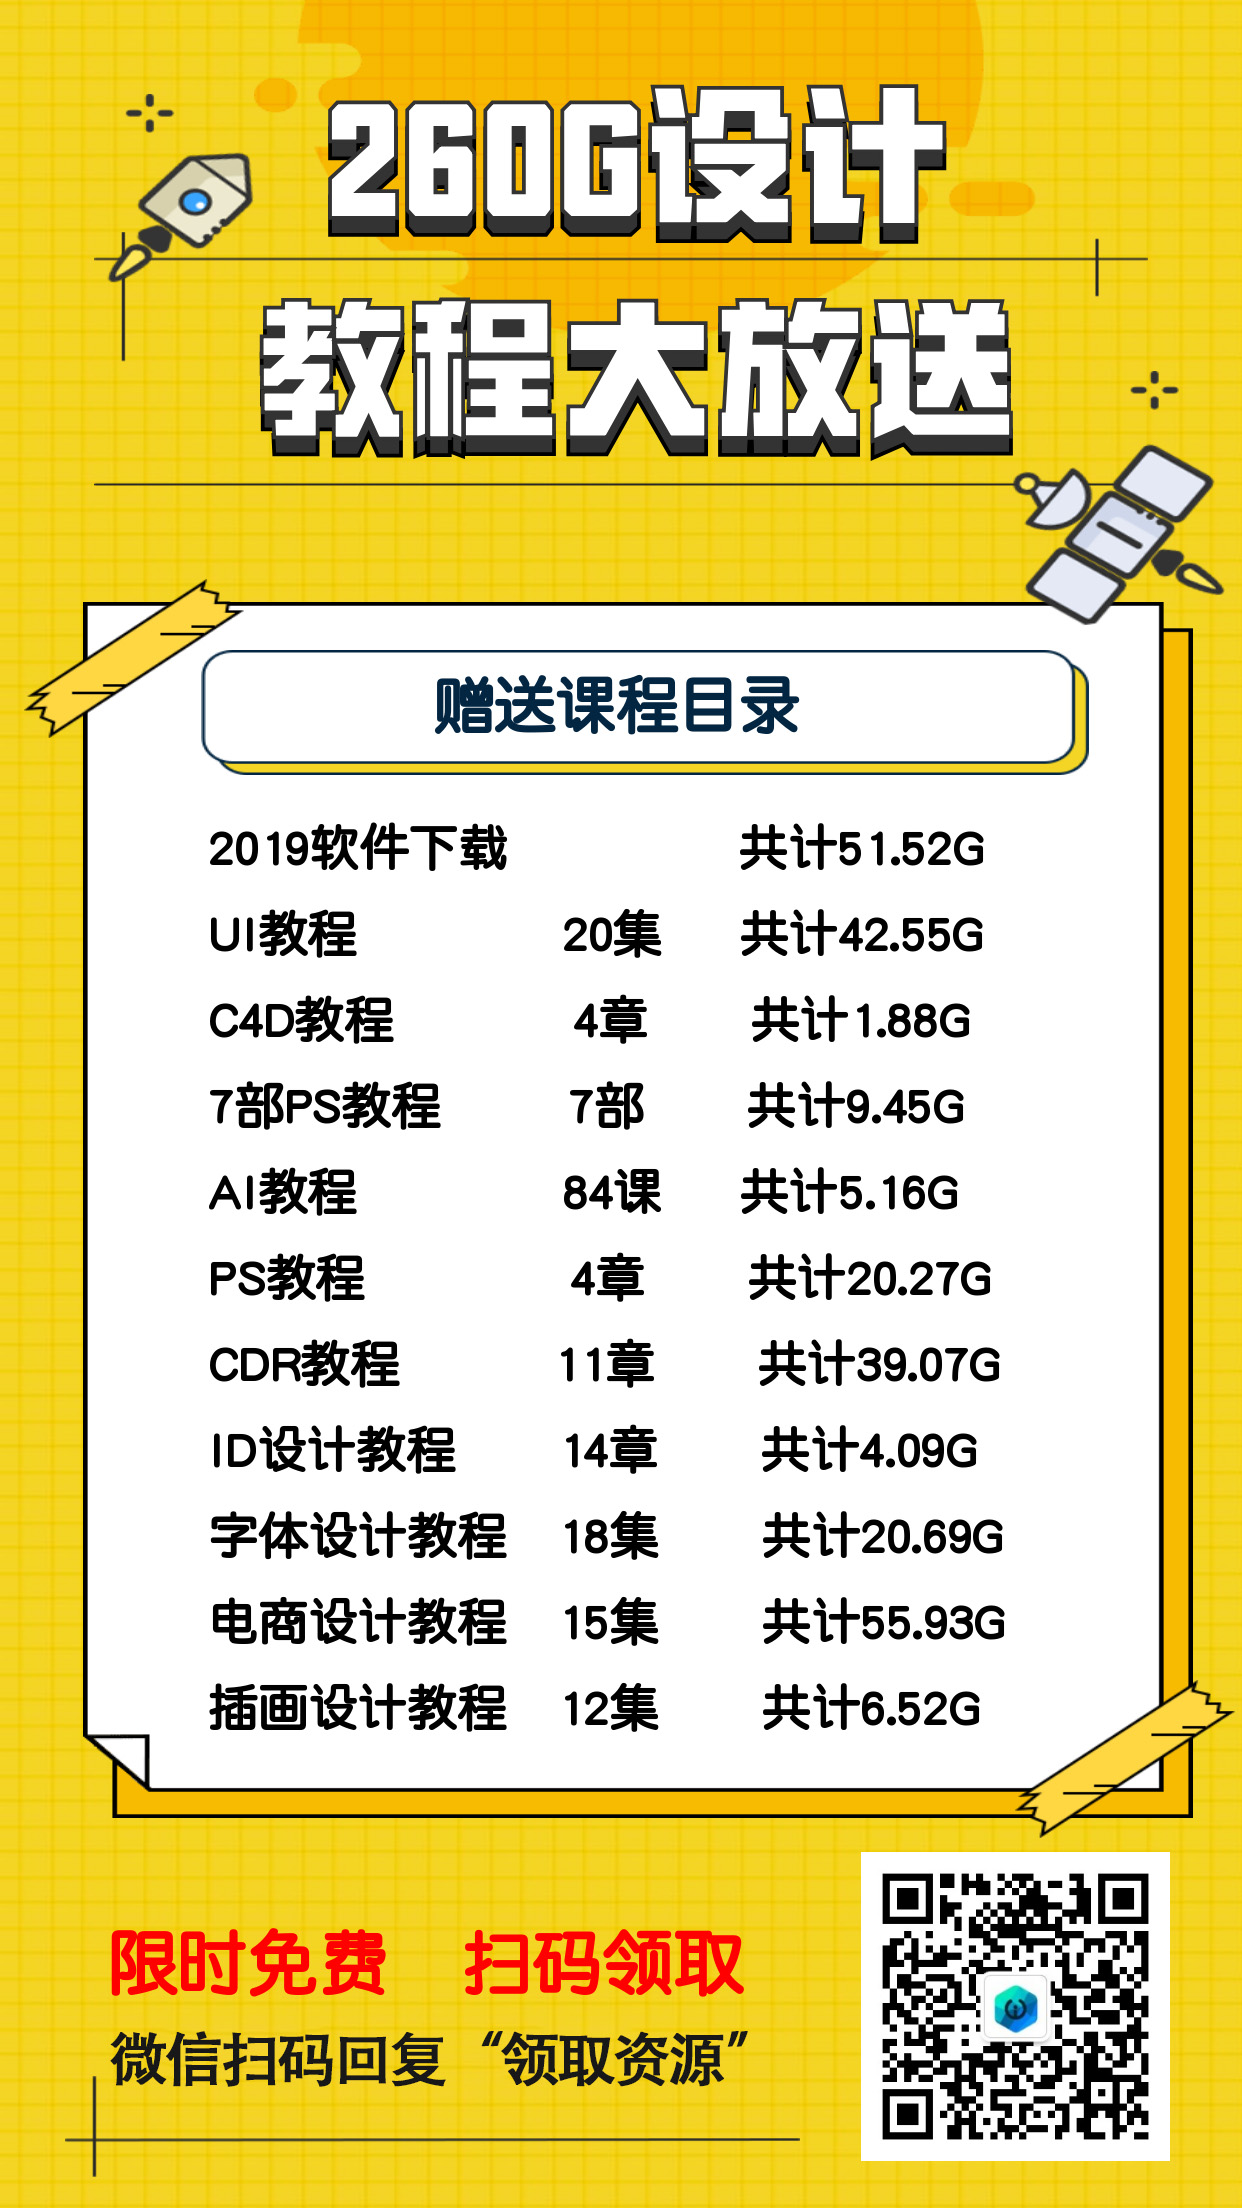 260G设计
教程大放送
赠送课程目录
2019软件下载 共计51.52G
UI教程 20集 共计42.55G
C4D教程 4章 共计1.88G
7部PS教程 7部 共计9.45G
AI教程 84课 共计5.16G
PS教程 4章 共计20.27G
CDR教程 11章 共计39.07G
ID设计教程 14章 共计4.09G
字体设计教程 18集 共计20.69G
电商设计教程 15集 共计55.93G
插画设计教程 12集 共计6.52G
限时免费 扫码领取
微信扫码回复“领取资源”